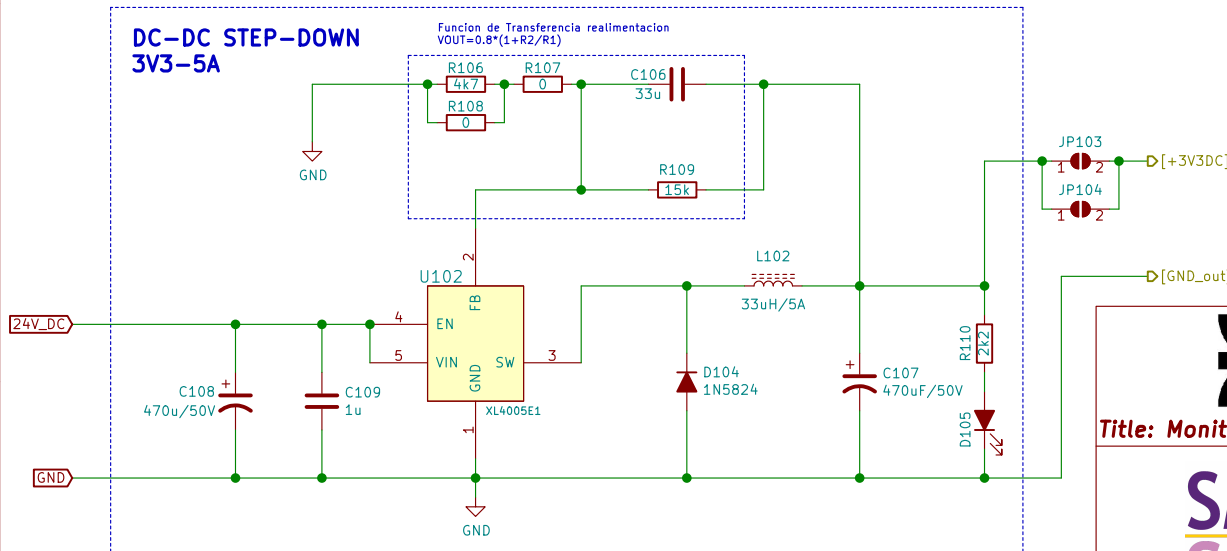 DC-DC STEP-DOWN
3V3-5A
Funcion de Transferencia realimentacion
VOUT=0.8*(1+R2/R1)
R106
4k7
R107
0
C106
33u
R108
0
R109
15k
GND
JP103
1 2
[+3V3DC]
JP104
1 2
[GND_out
U102
2
FB
4
EN
5
VIN
SW
3
GND
1
XL4005E1
24V_DC
C108
470u/50V
C109
1u
L102
33uH/5A
D104
1N5824
C107
470uF/50V
R110
2k2
D105
GND
GND
Title: Monit